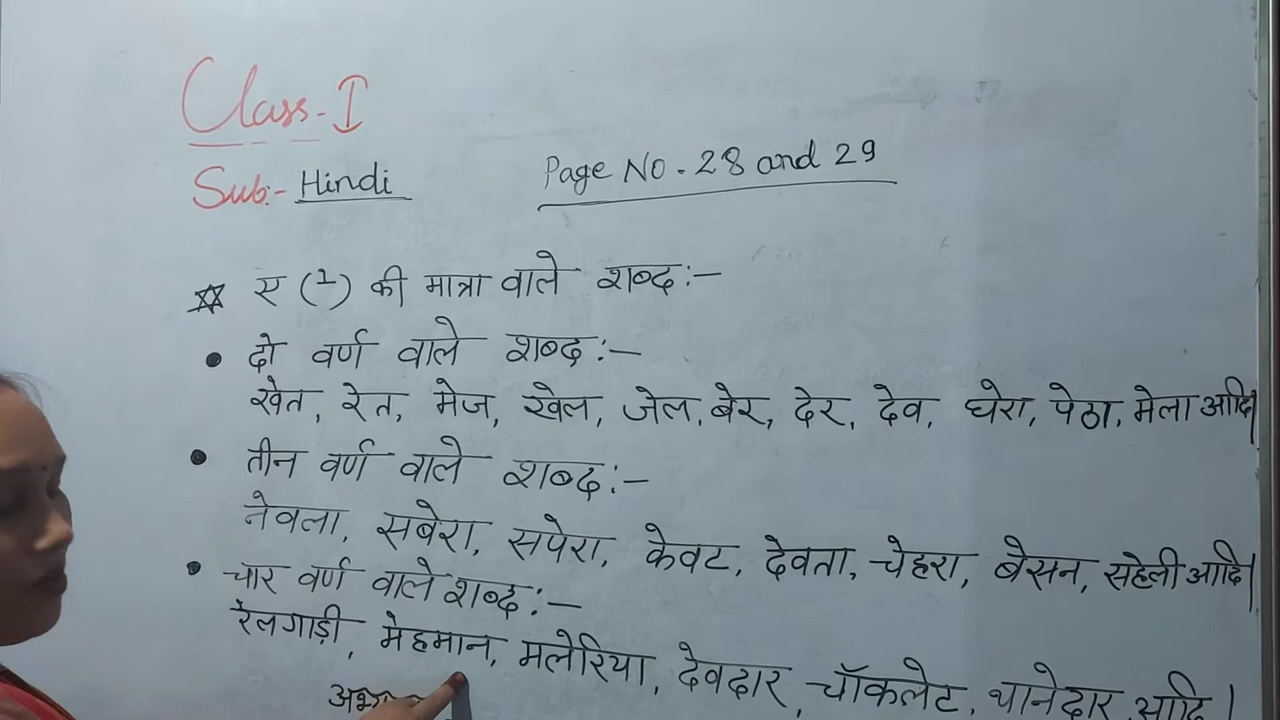 Class-I
Sub:- Hindi
Page No. 28 and 29
ए (े) की मात्रा वाले शब्द:-
दो वर्ण वाले शब्द:-
खेत, रेत, मेज, खेल, जेल, बेर, देर, देव, घेरा, पेठा, मेला आदि।
तीन वर्ण वाले शब्द:-
नेवला, सबेरा, सपेरा, केवट, देवता, चेहरा, बेसन, सहेली आदि।
चार वर्ण वाले शब्द:-
रेलगाड़ी, मेहमान, मलेरिया, देवदार, चॉकलेट, थानेदार आदि।